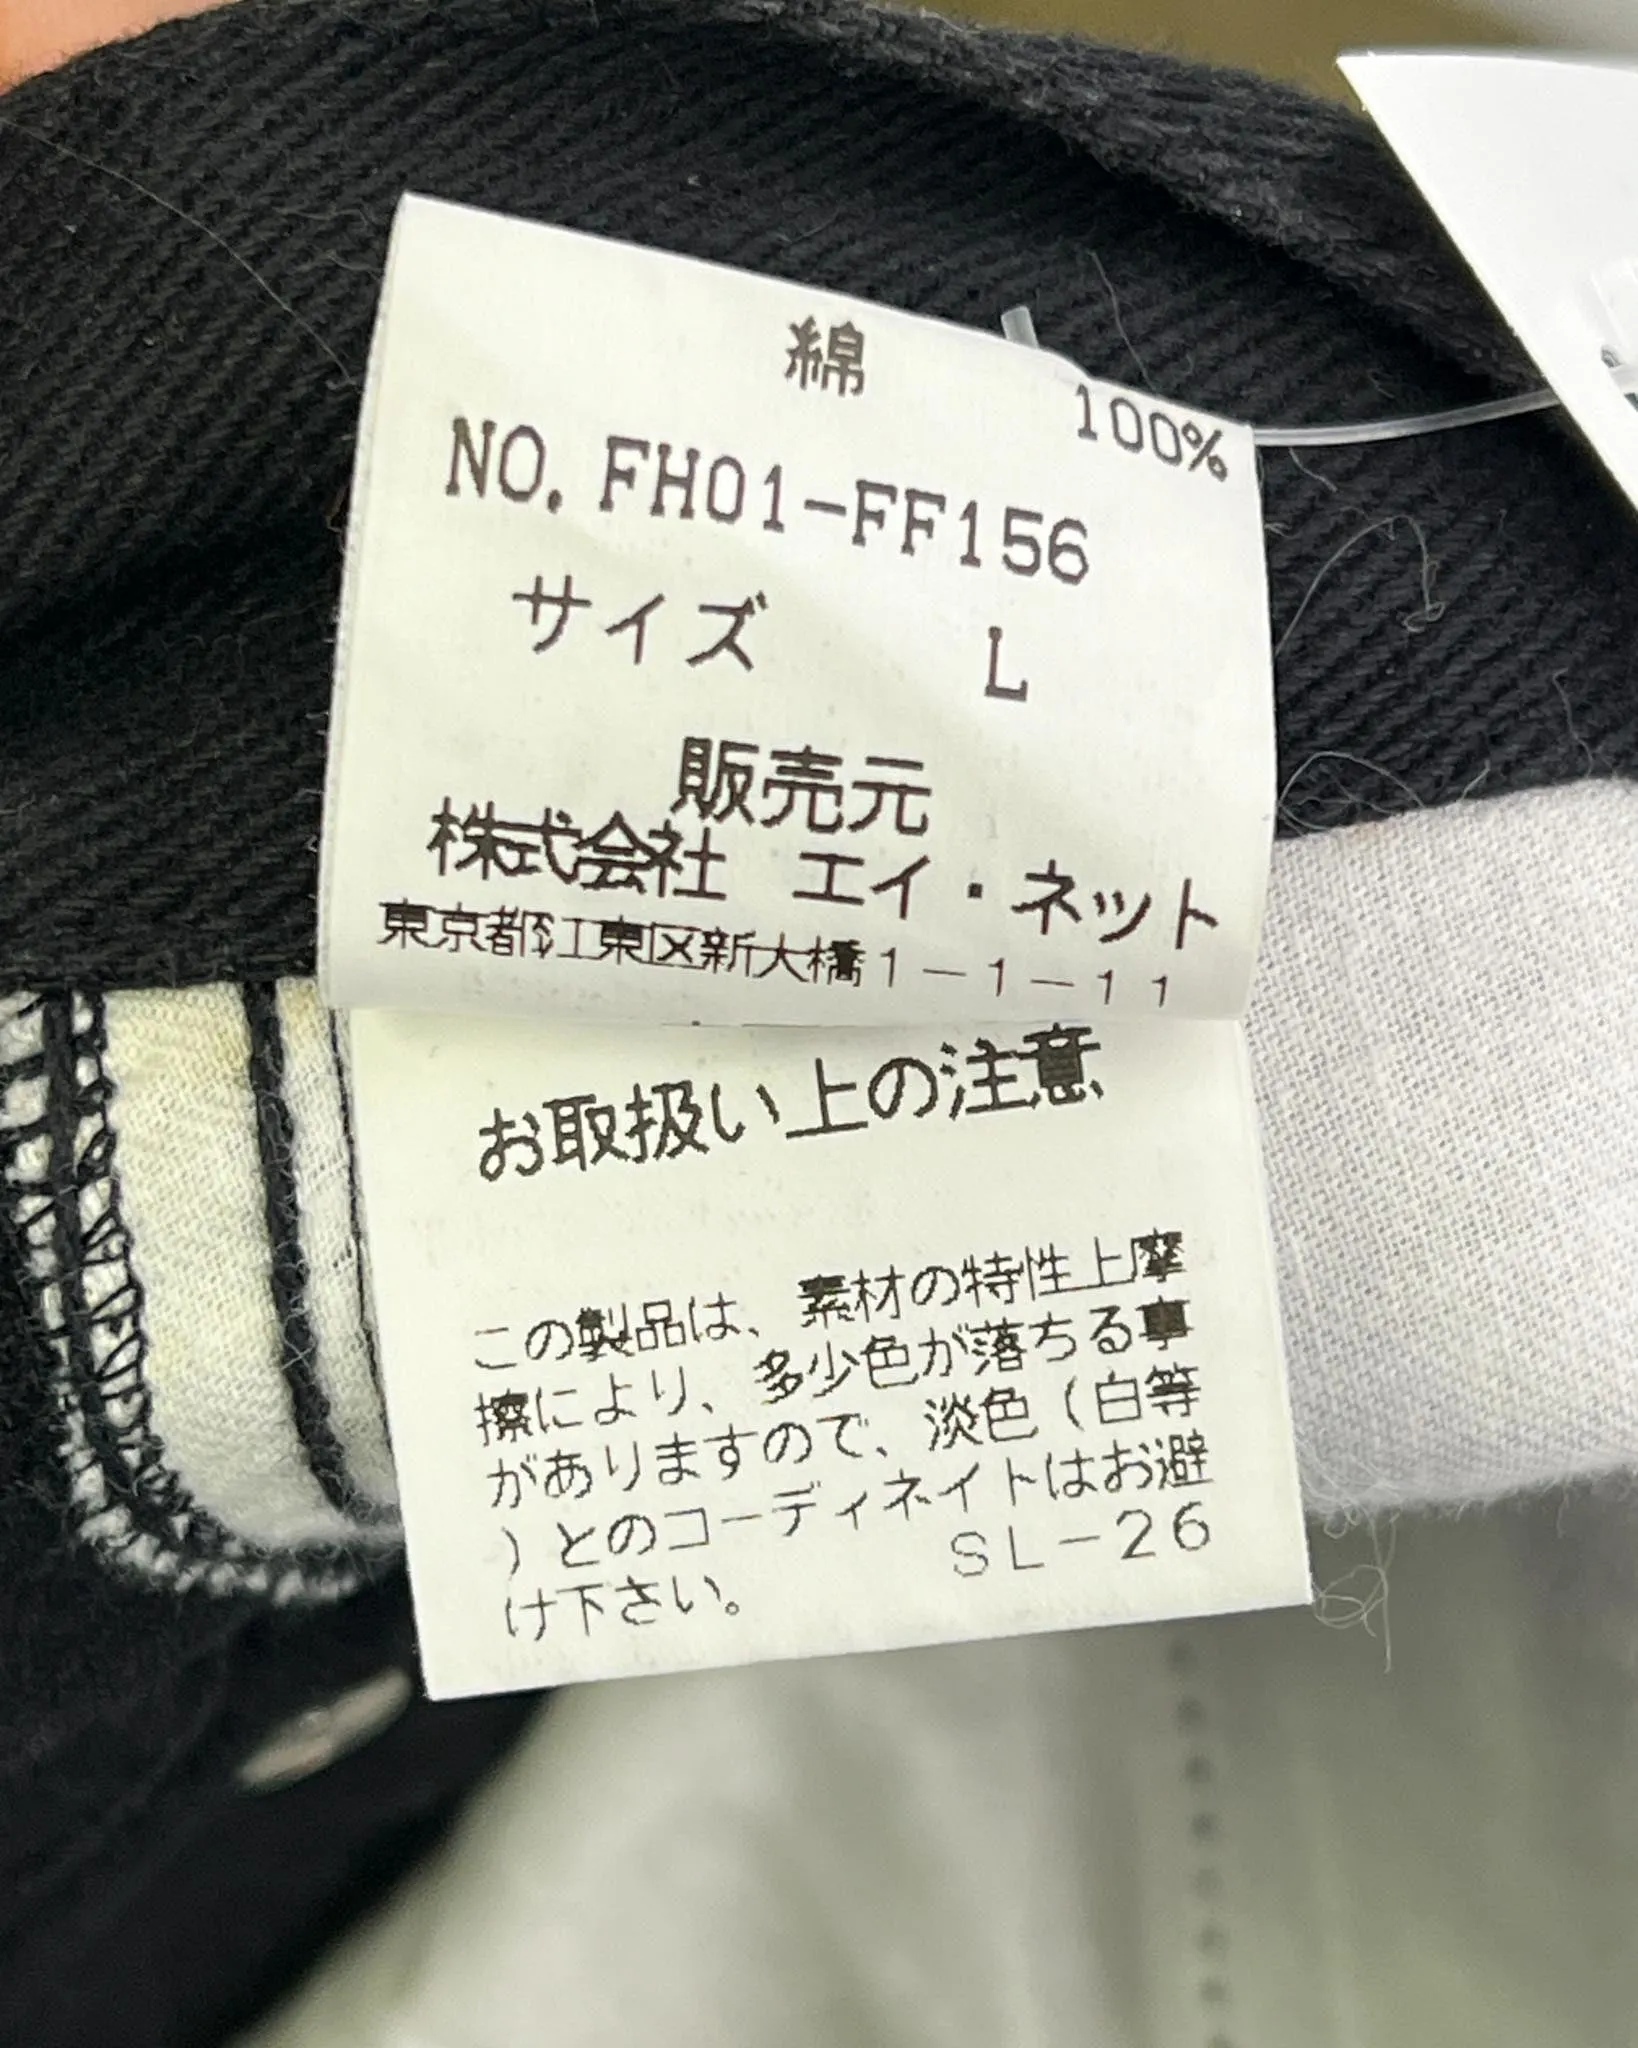 綿 100%
NO.FH01-FF156
サイズ L
販売元
株式会社 エイ・ネット
東京都江東区新大橋1-1-11
お取扱い上の注意
この製品は、素材の特性上摩
擦により、多少色が落ちる事
がありますので、淡色(白等
)とのコーディネイトはお避
け下さい。 SL-26